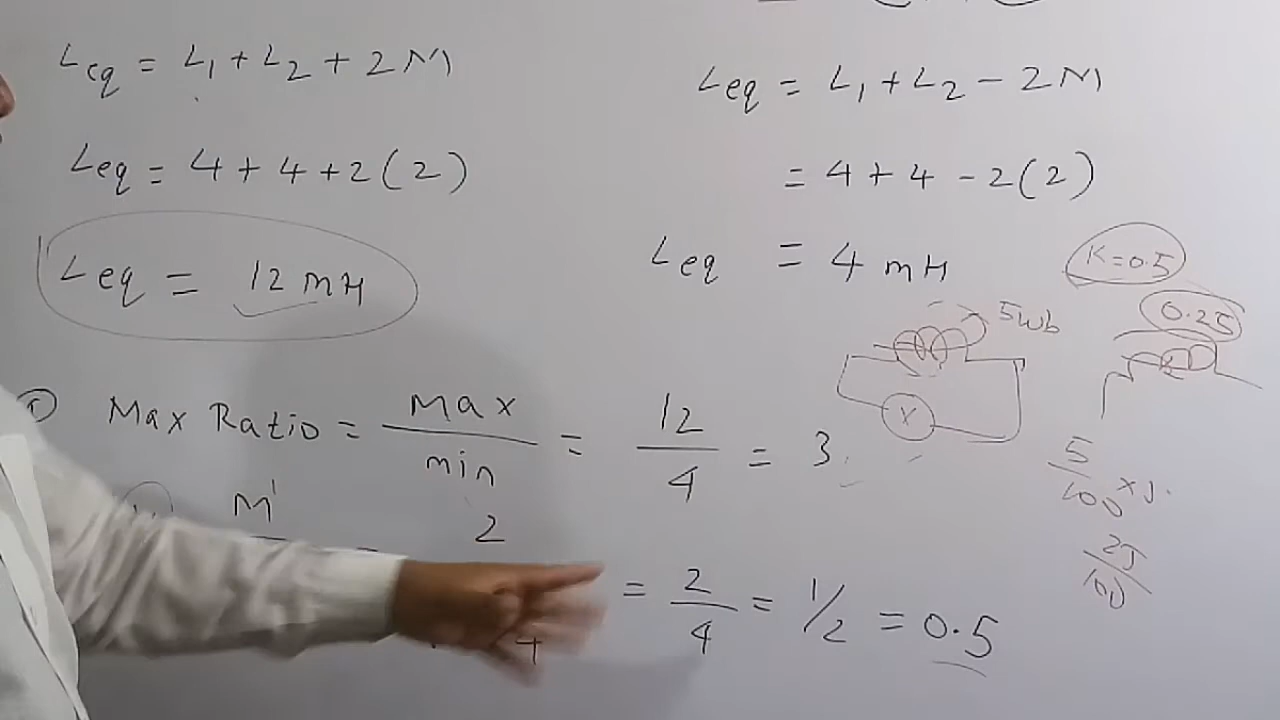 Leq = L1 + L2 + 2M
Leq = 4 + 4 + 2(2)
Leq = 12 mH
Leq = L1 + L2 - 2M
= 4 + 4 - 2(2)
Leq = 4 mH
K=0.5
0.25
5wb
Max Ratio = Max/min = 12/4 = 3
M
2
= 2/4 = 1/2 = 0.5
5/100 x